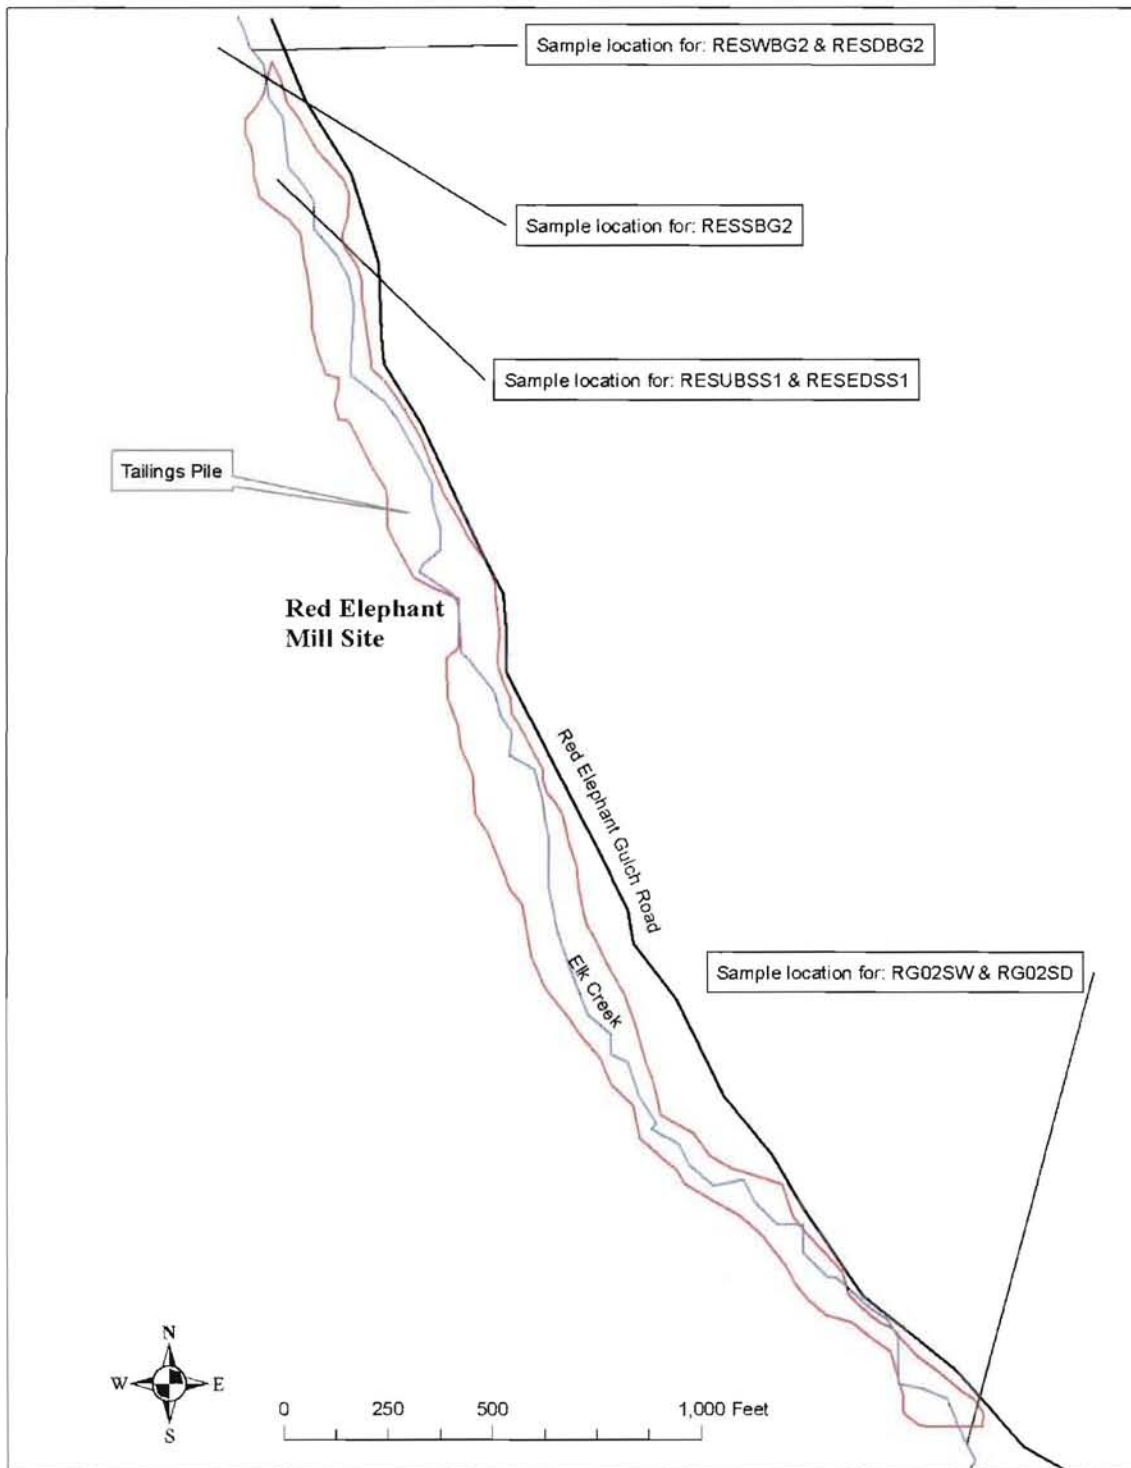 Sample location for: RESWBG2 & RESDBG2
Sample location for: RESSBG2
Sample location for: RESUBSS1 & RESEDSS1
Tailings Pile
Red Elephant
Mill Site
Red Elephant Gulch Road
Elk Creek
Sample location for: RG02SW & RG02SD
N
W
E
S
0 250 500 1,000 Feet